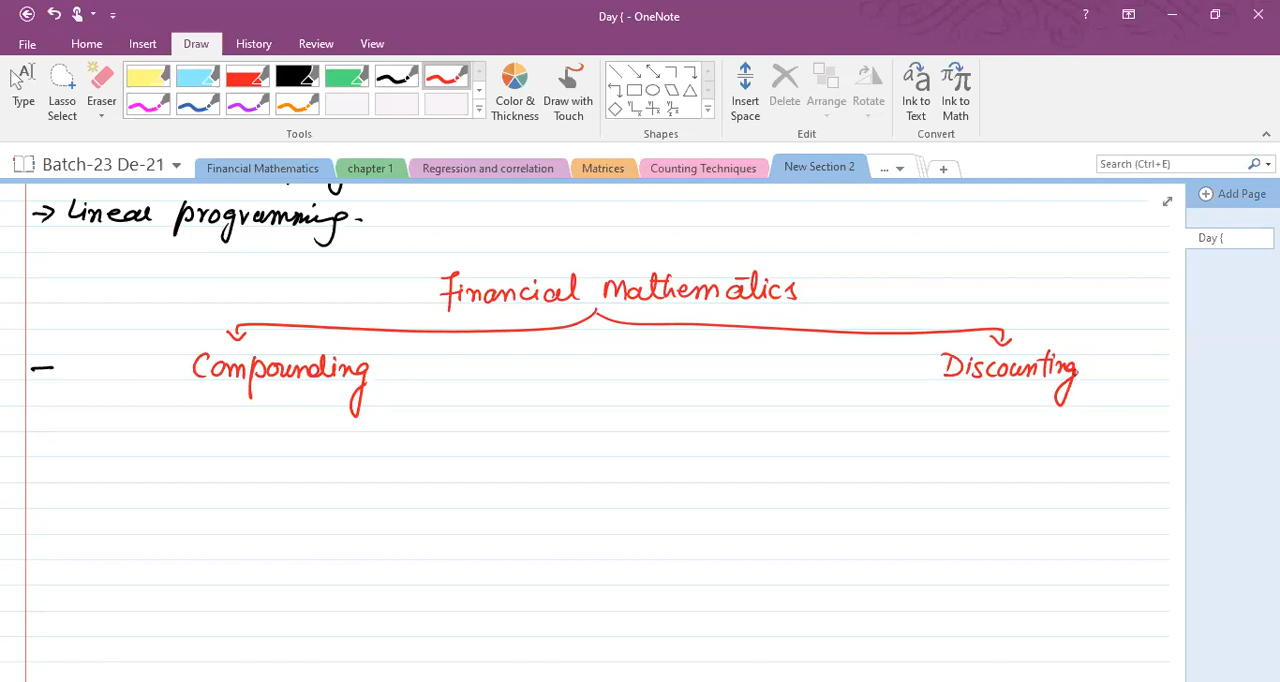 Day { - OneNote
?
File Home Insert Draw History Review View
Type
Lasso Select
Eraser
Color & Thickness
Draw with Touch
Insert Space
Delete
Arrange
Rotate
Ink to Text
Ink to Math
Tools Shapes Edit Convert
Batch-23 De-21 Financial Mathematics chapter 1 Regression and correlation Matrices Counting Techniques New Section 2 ... + Search (Ctrl+E)
Add Page
Day {
→ Linear programming.
Financial Mathematics
Compounding Discounting